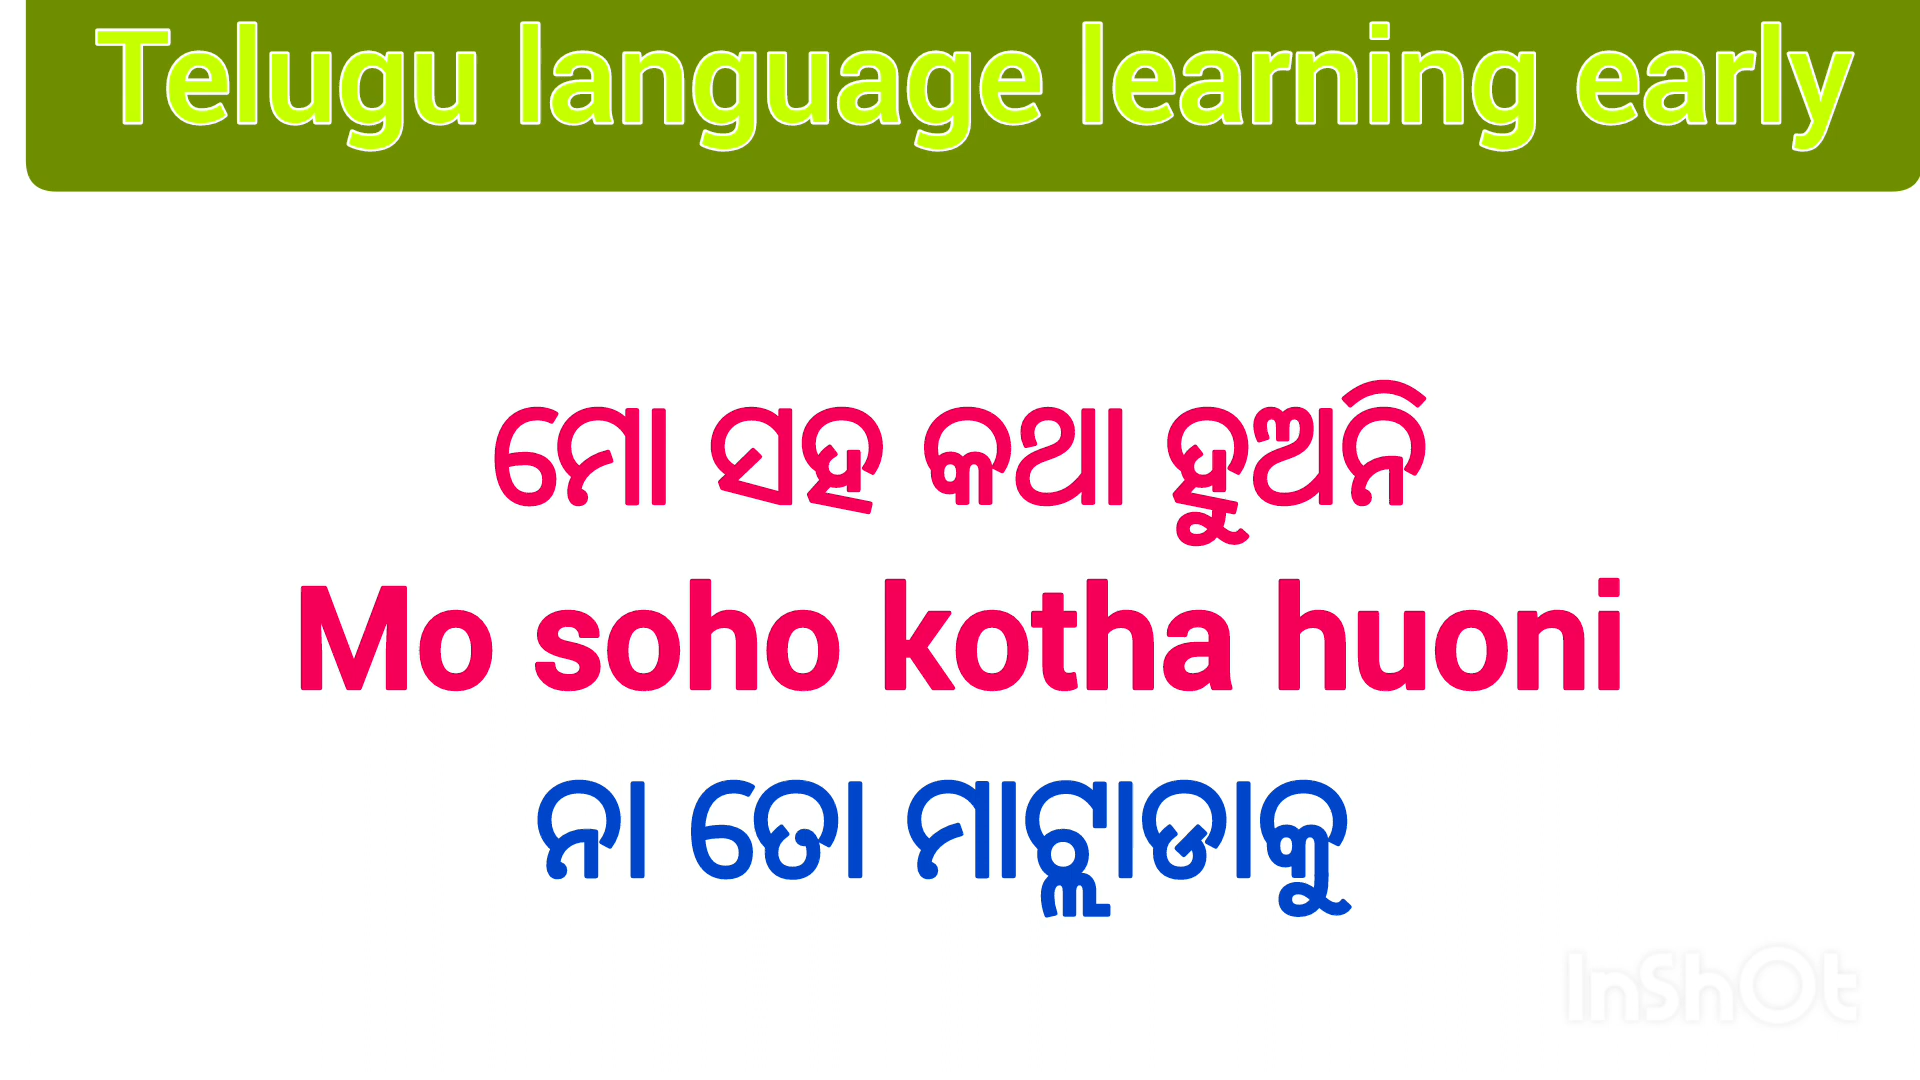 Telugu language learning early
ମୋ ସହ କଥା ହୁଅନି
Mo soho kotha huoni
ନା ତୋ ମାଟ୍ଲାଡାକୁ
InShOt